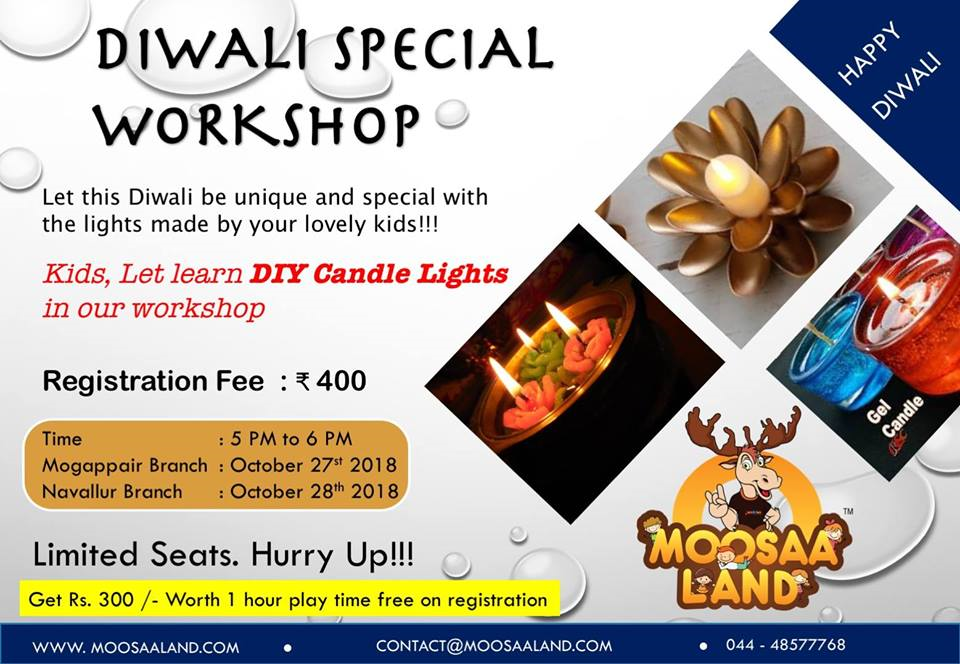 DIWALI SPECIAL
WORKSHOP
HAPPY
DIWALI
Let this Diwali be unique and special with
the lights made by your lovely kids!!!
Kids, Let learn DIY Candle Lights
in our workshop
Registration Fee : ₹ 400
Time : 5 PM to 6 PM
Mogappair Branch : October 27st 2018
Navallur Branch : October 28th 2018
Gel
Candle
Limited Seats. Hurry Up!!!
Get Rs. 300 /- Worth 1 hour play time free on registration
MOOSAA
LAND
TM
WWW. MOOSAALAND.COM • CONTACT@MOOSAALAND.COM • 044 - 48577768